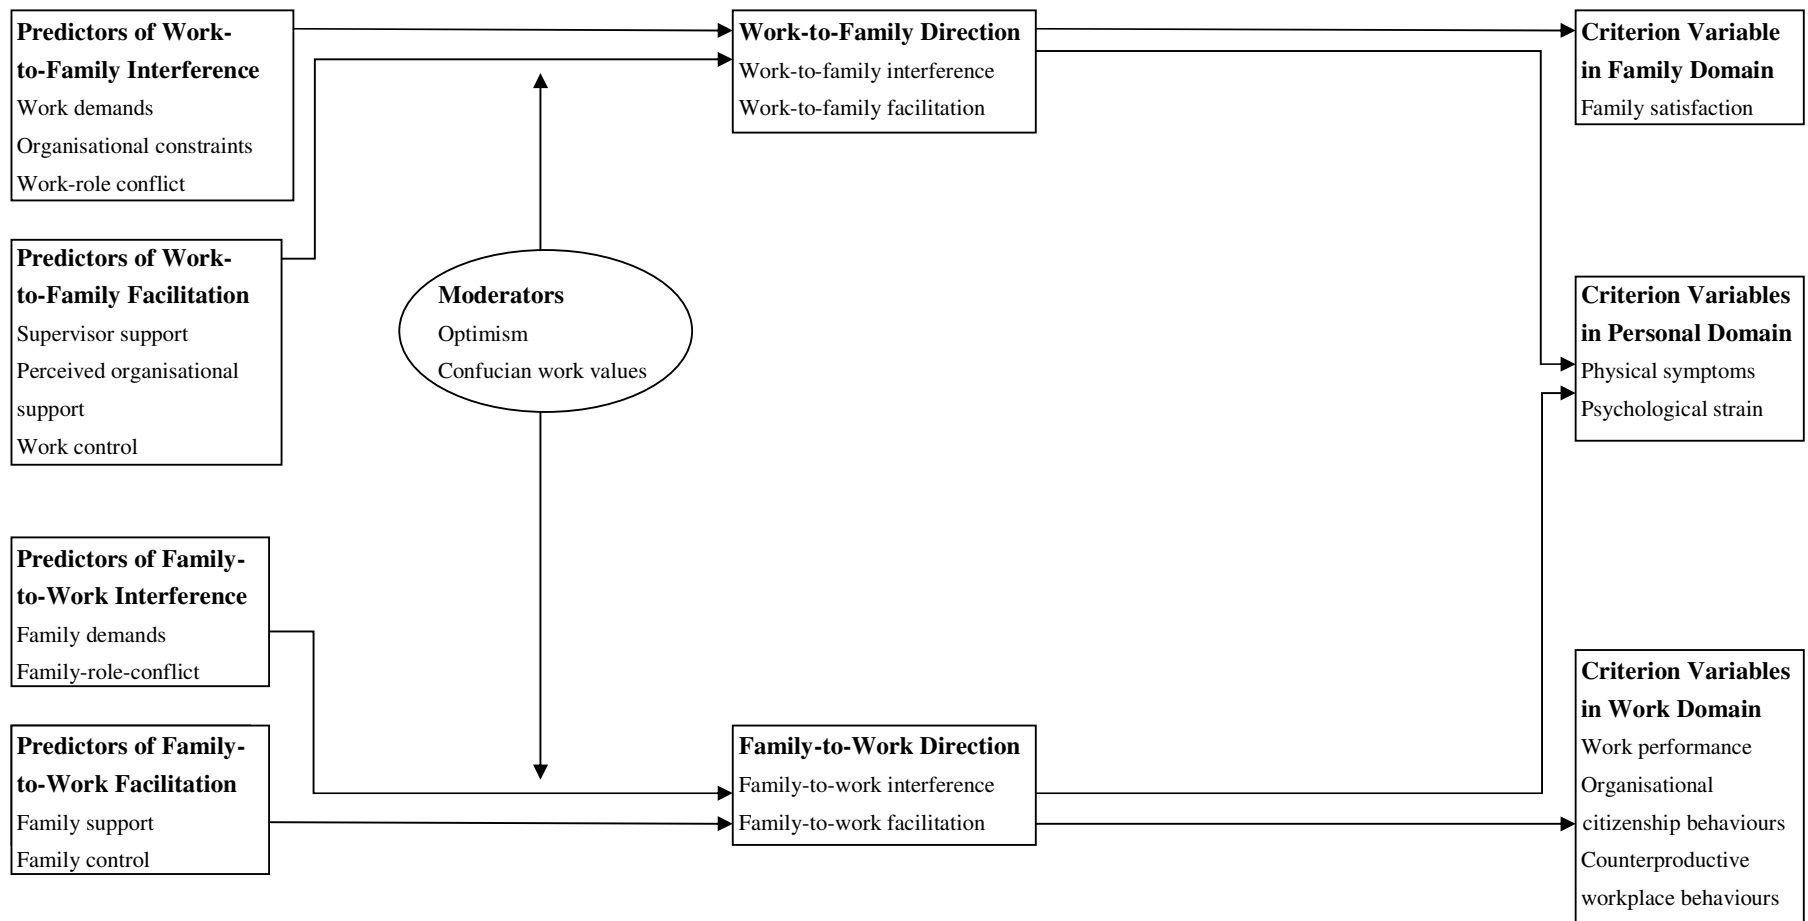 Predictors of Work-
to-Family Interference
Work demands
Organisational constraints
Work-role conflict
Predictors of Work-
to-Family Facilitation
Supervisor support
Perceived organisational
support
Work control
Predictors of Family-
to-Work Interference
Family demands
Family-role-conflict
Predictors of Family-
to-Work Facilitation
Family support
Family control
Moderators
Optimism
Confucian work values
Work-to-Family Direction
Work-to-family interference
Work-to-family facilitation
Family-to-Work Direction
Family-to-work interference
Family-to-work facilitation
Criterion Variable
in Family Domain
Family satisfaction
Criterion Variables
in Personal Domain
Physical symptoms
Psychological strain
Criterion Variables
in Work Domain
Work performance
Organisational
citizenship behaviours
Counterproductive
workplace behaviours